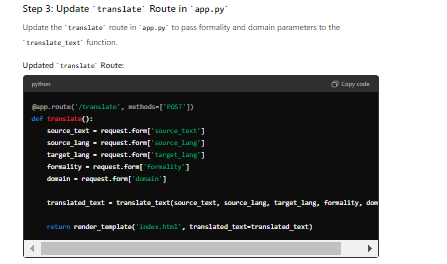 Step 3: Update `translate` Route in `app.py`
Update the `translate` route in `app.py` to pass formality and domain parameters to the
`translate_text` function.
Updated `translate` Route:
python
Copy code
@app.route('/translate', methods=['POST'])
def translate():
source_text = request.form['source_text']
source_lang = request.form['source_lang']
target_lang = request.form['target_lang']
formality = request.form['formality']
domain = request.form['domain']
translated_text = translate_text(source_text, source_lang, target_lang, formality, dom
return render_template('index.html', translated_text=translated_text)